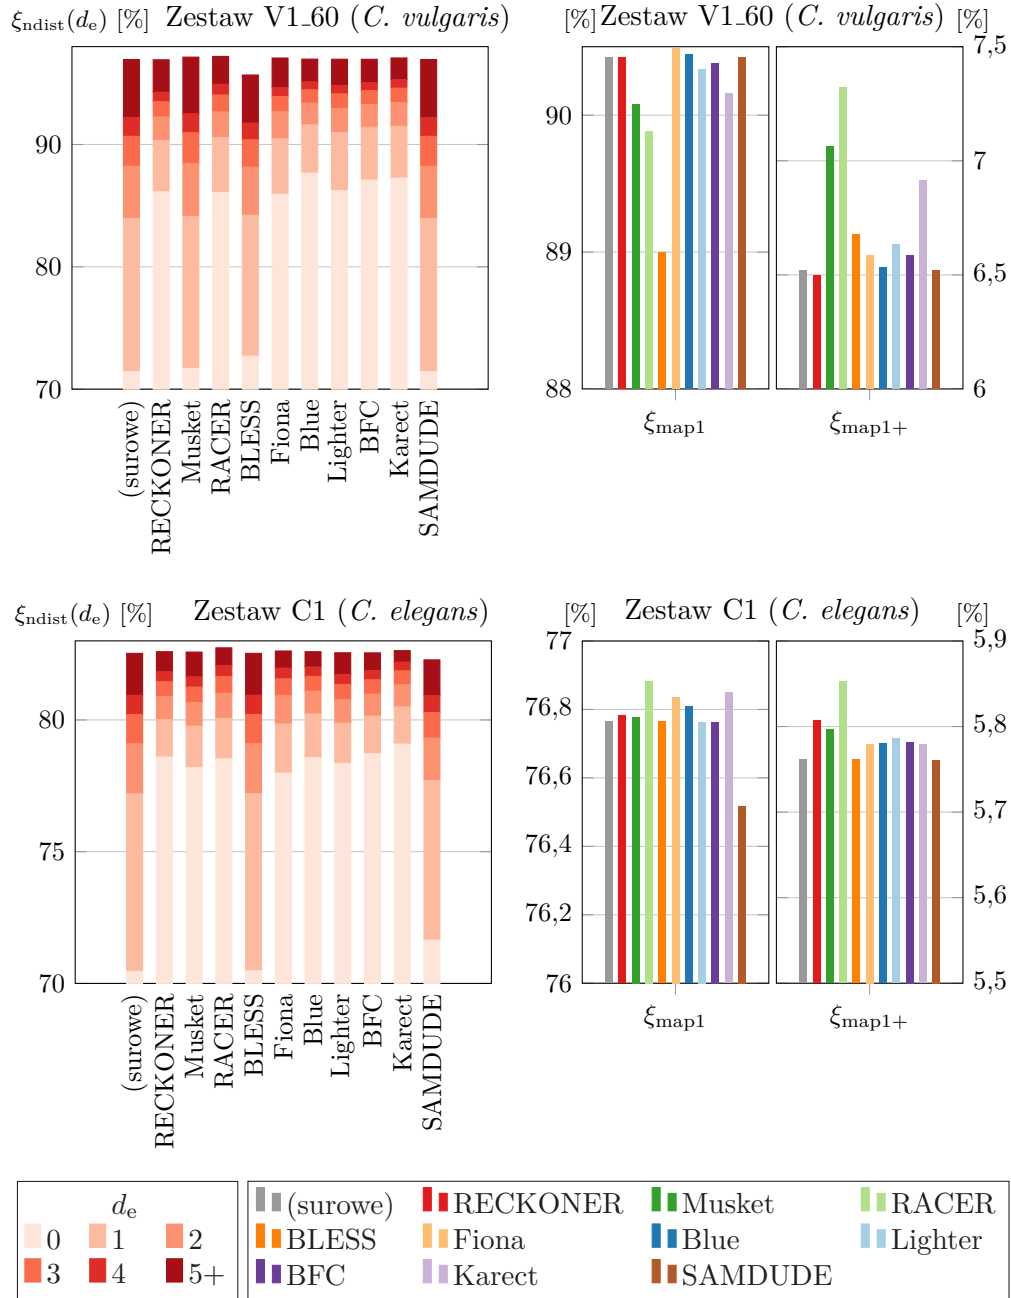 ξndist(de) [%] Zestaw V1_60 (C. vulgaris)
90
80
70
(surowe)
RECKONER
Musket
RACER
BLESS
Fiona
Blue
Lighter
BFC
Karect
SAMDUDE
[%] Zestaw V1_60 (C. vulgaris) [%]
90
89
88
7,5
7
6,5
6
ξmap1
ξmap1+
ξndist(de) [%] Zestaw C1 (C. elegans)
80
75
70
(surowe)
RECKONER
Musket
RACER
BLESS
Fiona
Blue
Lighter
BFC
Karect
SAMDUDE
[%] Zestaw C1 (C. elegans) [%]
77
76,8
76,6
76,4
76,2
76
5,9
5,8
5,7
5,6
5,5
ξmap1
ξmap1+
de
0 1 2
3 4 5+
(surowe) RECKONER Musket RACER
BLESS Fiona Blue Lighter
BFC Karect SAMDUDE